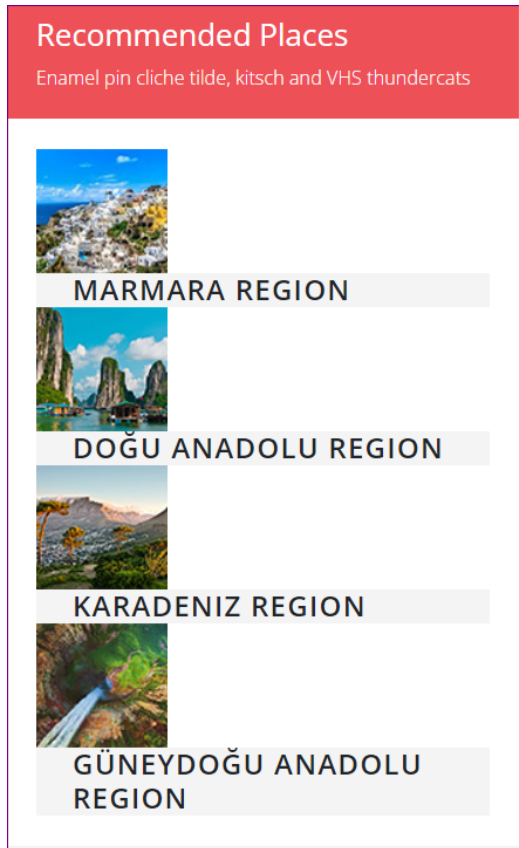 Recommended Places
Enamel pin cliche tilde, kitsch and VHS thundercats
MARMARA REGION
DOĞU ANADOLU REGION
KARADENIZ REGION
GÜNEYDOĞU ANADOLU
REGION